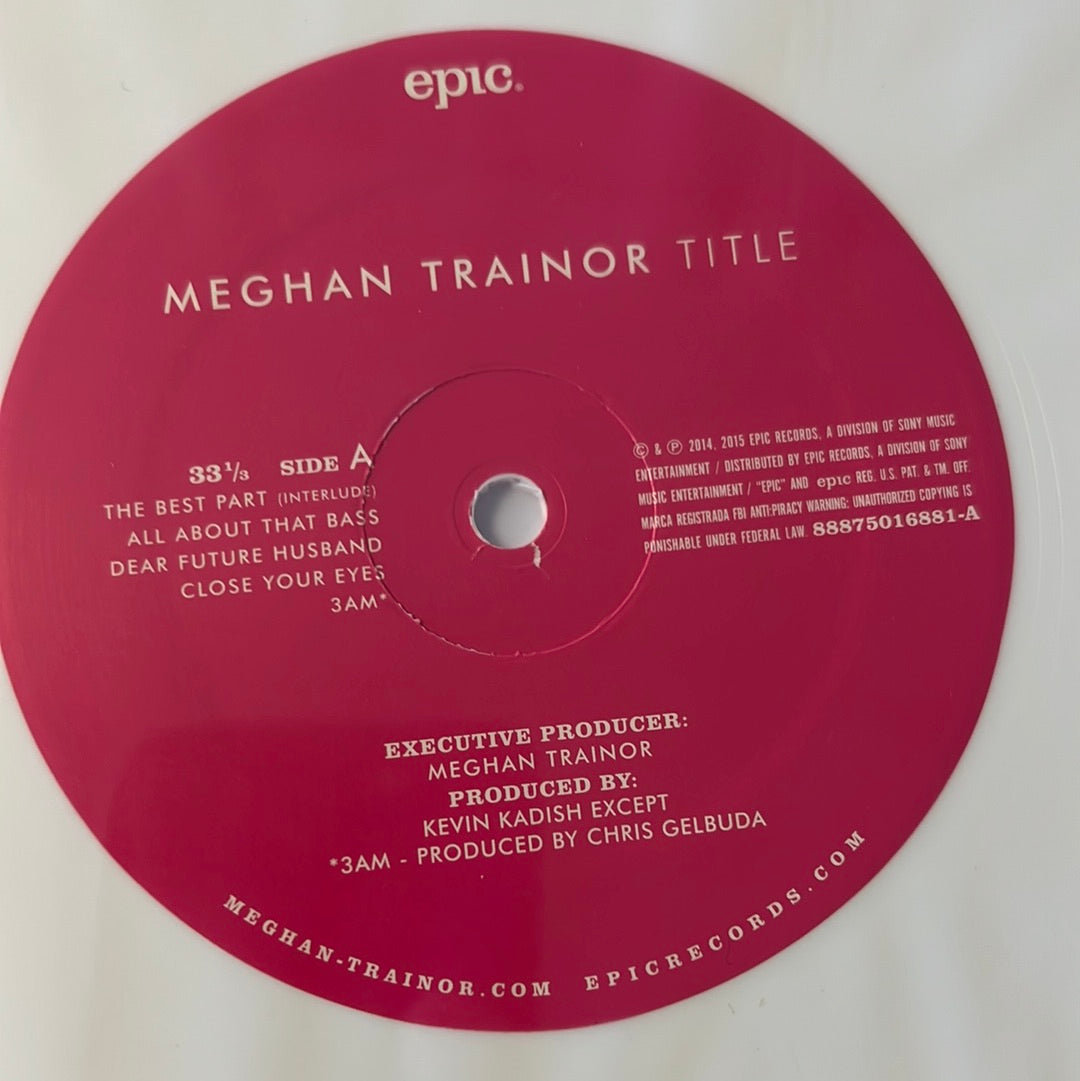 epic®
MEGHAN TRAINOR TITLE
33⅓ SIDE A
THE BEST PART (INTERLUDE)
ALL ABOUT THAT BASS
DEAR FUTURE HUSBAND
CLOSE YOUR EYES
3AM*
© & ℗ 2014, 2015 EPIC RECORDS, A DIVISION OF SONY MUSIC
ENTERTAINMENT / DISTRIBUTED BY EPIC RECORDS, A DIVISION OF SONY
MUSIC ENTERTAINMENT / "EPIC" AND epic REG. U.S. PAT. & TM. OFF.
MARCA REGISTRADA FBI ANTI-PIRACY WARNING: UNAUTHORIZED COPYING IS
PUNISHABLE UNDER FEDERAL LAW. 88875016881-A
EXECUTIVE PRODUCER:
MEGHAN TRAINOR
PRODUCED BY:
KEVIN KADISH EXCEPT
*3AM - PRODUCED BY CHRIS GELBUDA
MEGHAN-TRAINOR.COM EPICRECORDS.COM